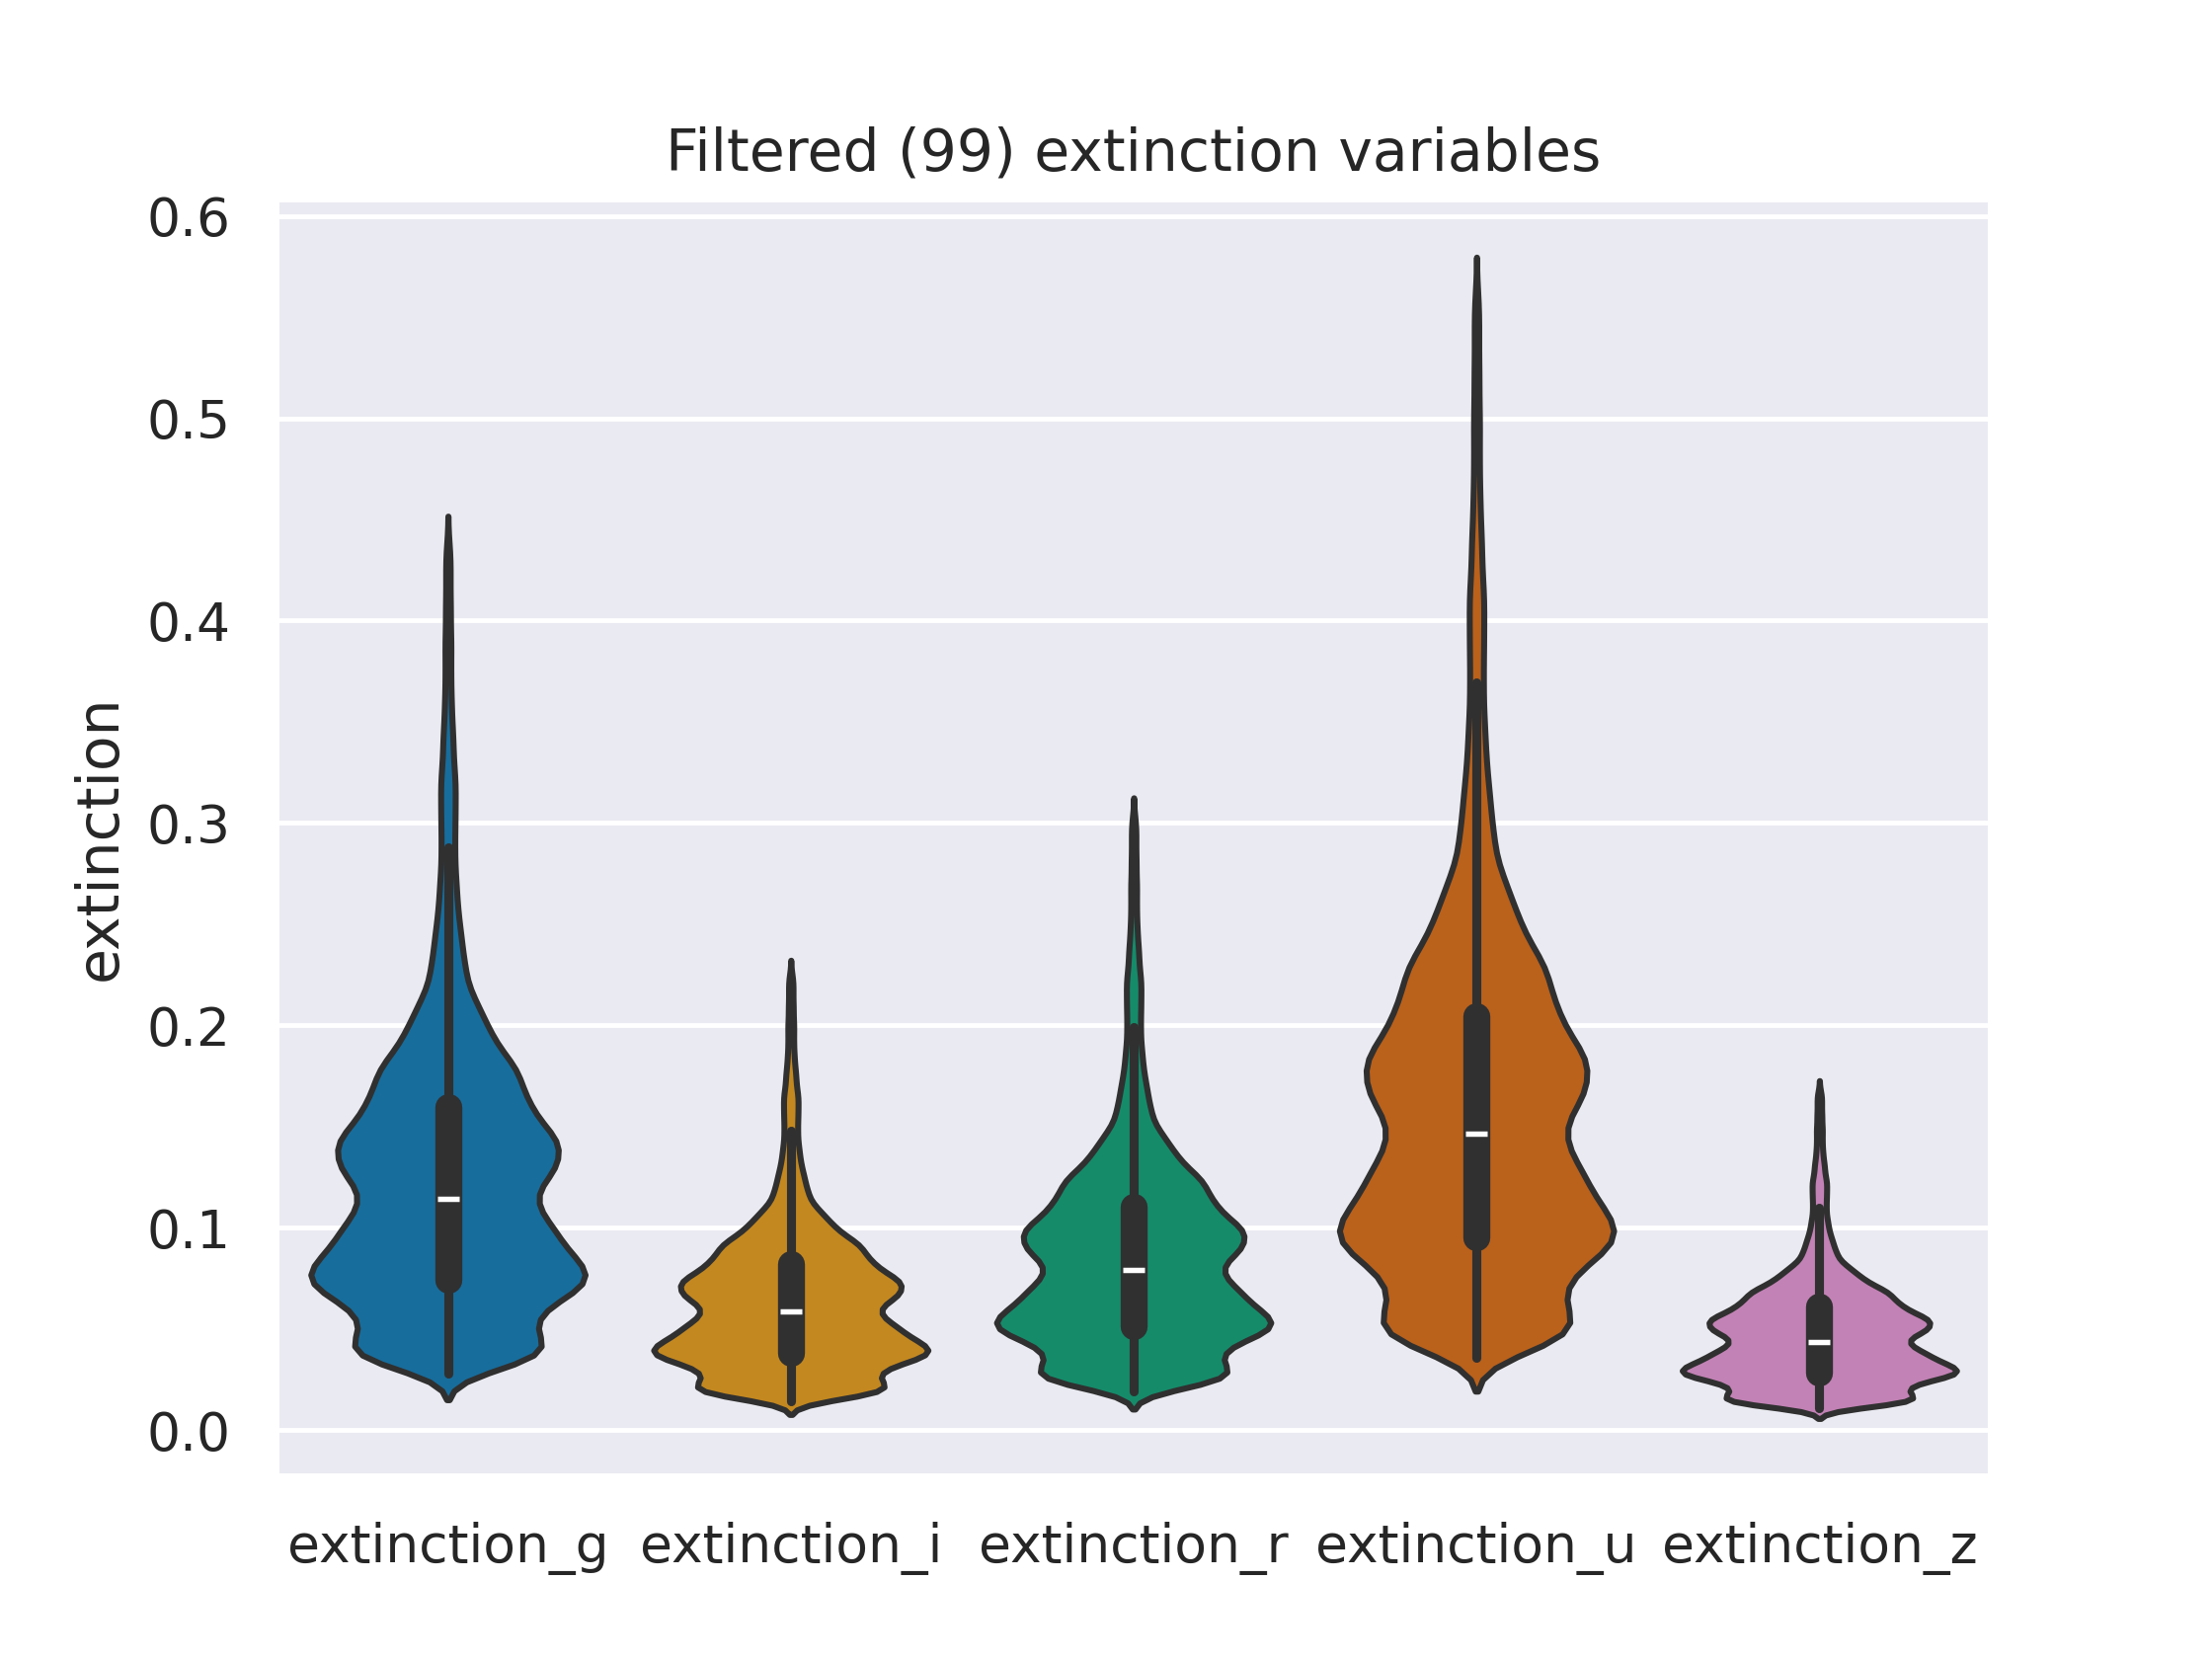 Filtered (99) extinction variables
0.6
0.5
0.4
0.3
0.2
0.1
0.0
extinction
extinction_g extinction_i extinction_r extinction_u extinction_z